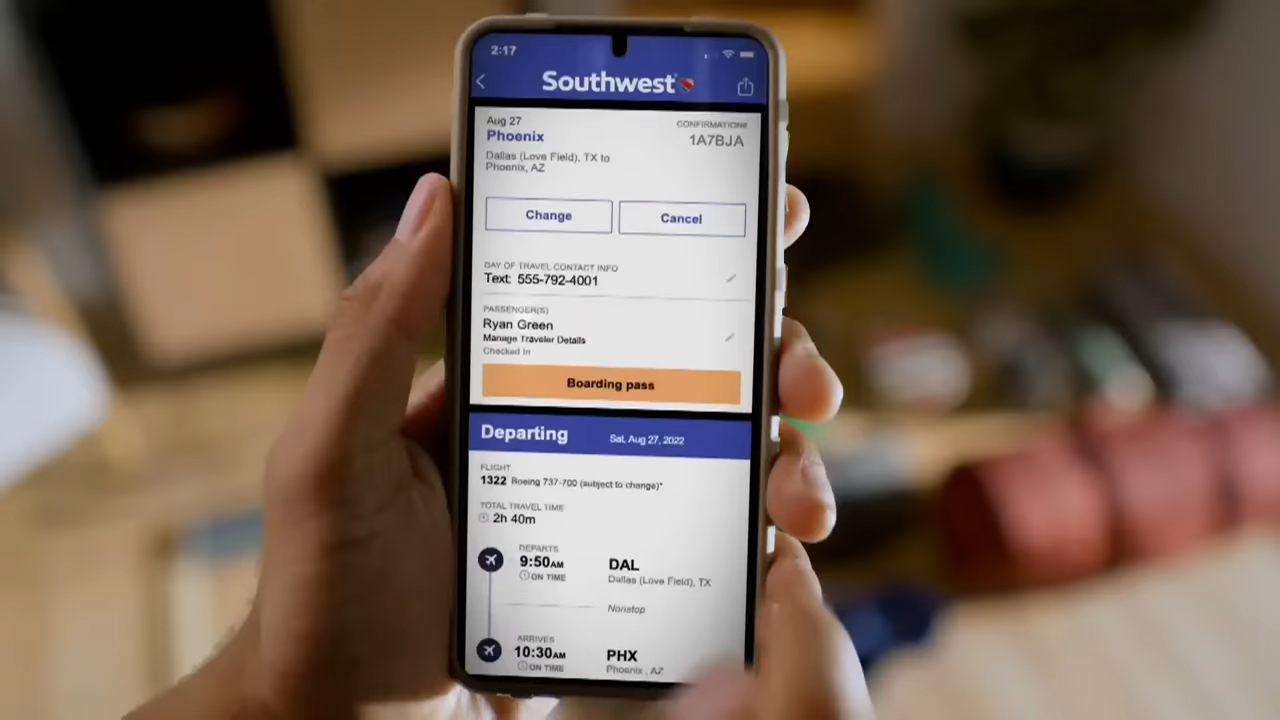 2:17
Southwest
Aug 27
Phoenix
CONFIRMATION#
1A7BJA
Dallas (Love Field), TX to
Phoenix, AZ
Change
Cancel
DAY OF TRAVEL CONTACT INFO
Text: 555-792-4001
PASSENGER(S)
Ryan Green
Manage Traveler Details
Checked In
Boarding pass
Departing
Sat, Aug 27, 2022
FLIGHT
1322 Boeing 737-700 (subject to change)*
TOTAL TRAVEL TIME
2h 40m
DEPARTS
9:50AM
DAL
ON TIME
Dallas (Love Field), TX
Nonstop
ARRIVES
10:30AM
PHX
ON TIME
Phoenix , AZ